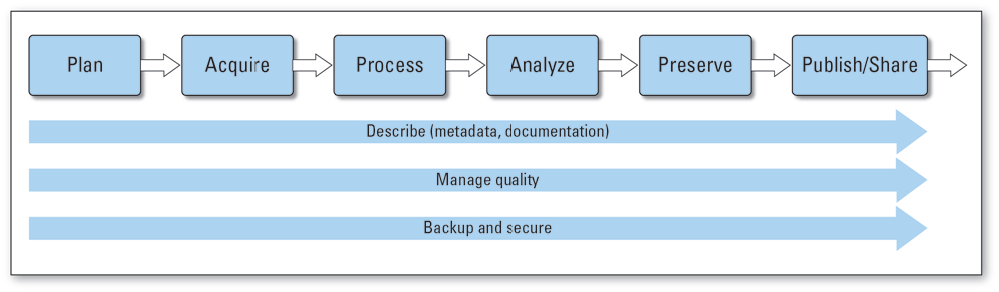 Plan
Acquire
Process
Analyze
Preserve
Publish/Share
Describe (metadata, documentation)
Manage quality
Backup and secure